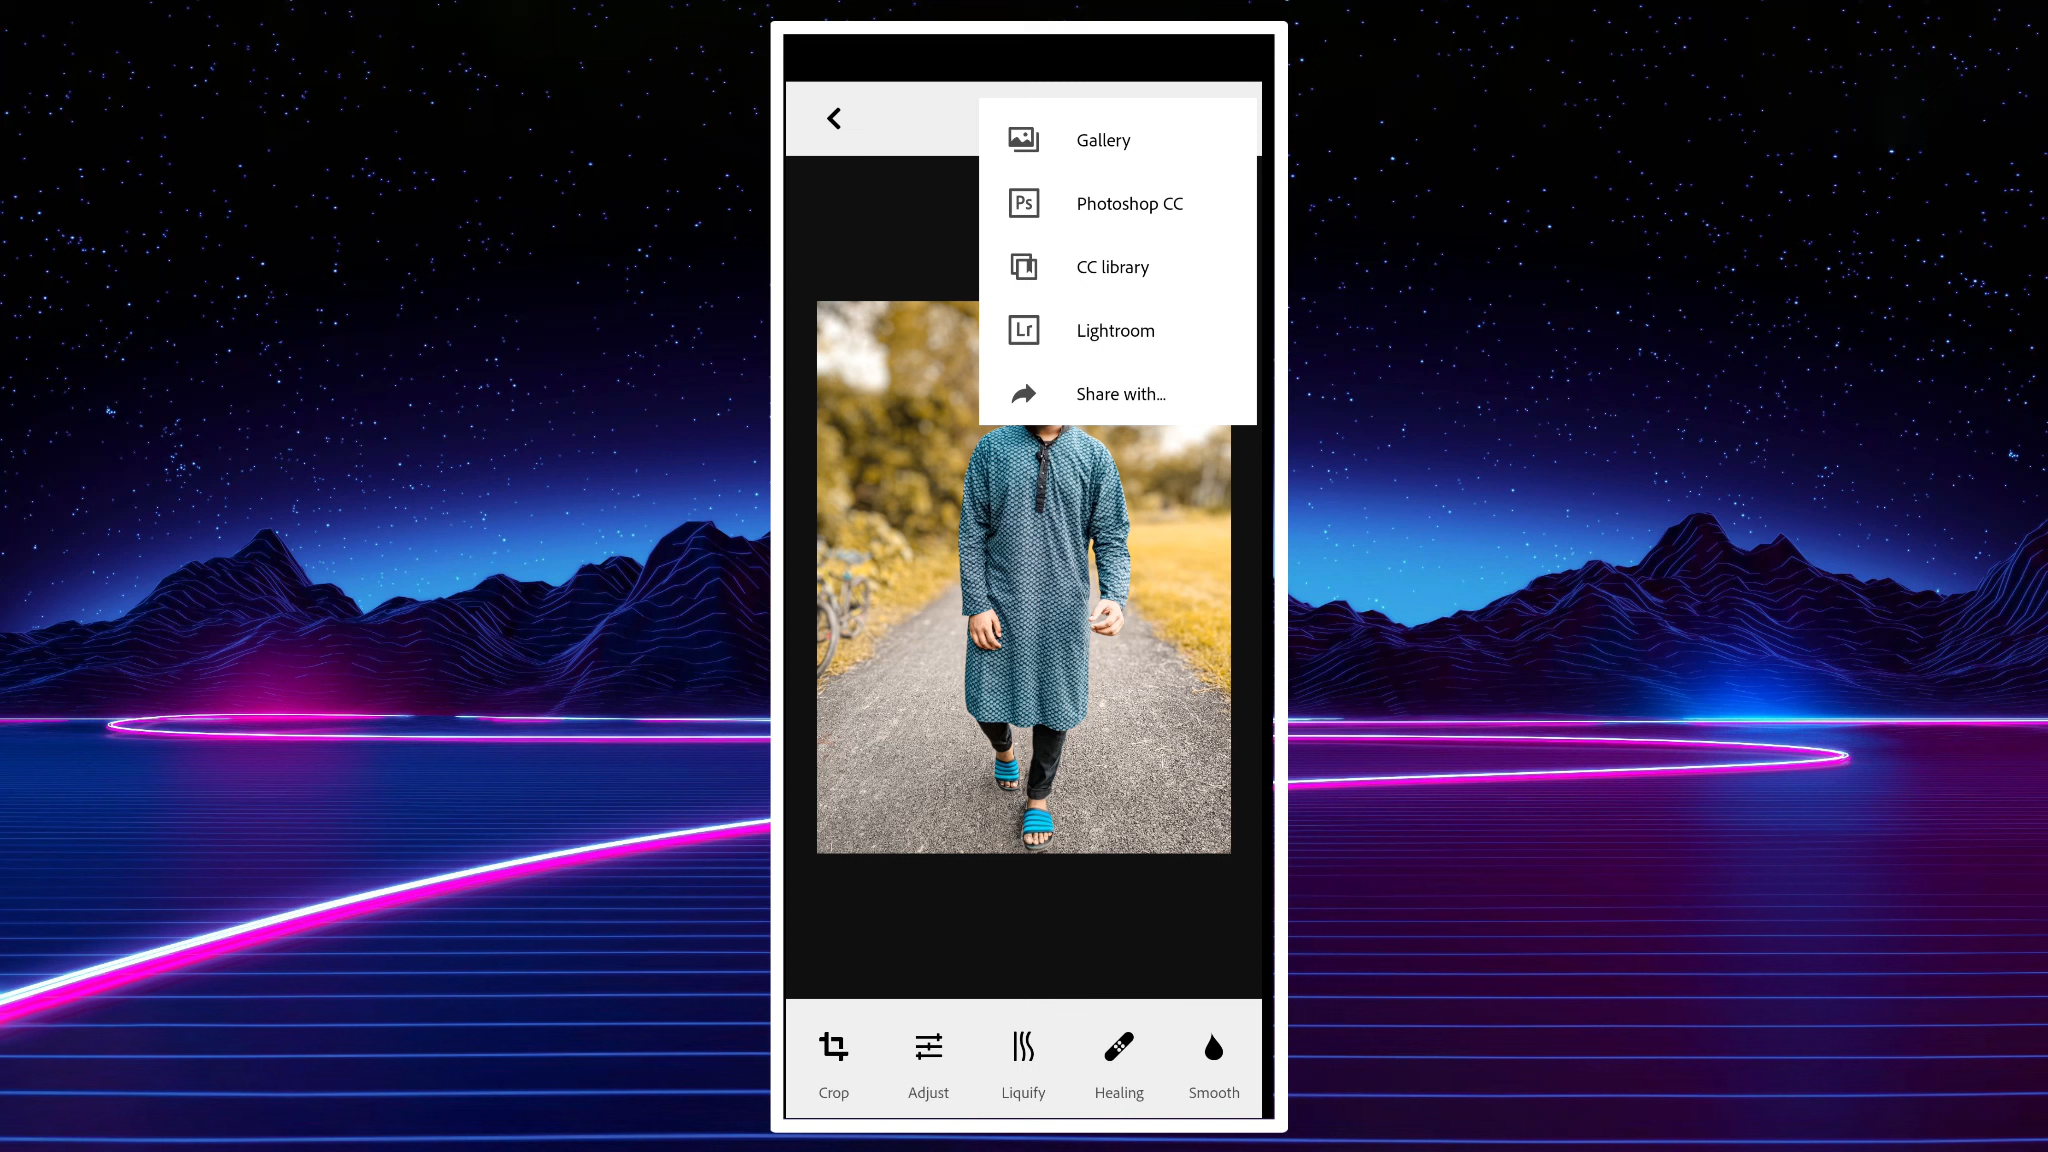 Gallery
Ps Photoshop CC
CC library
Lr Lightroom
Share with...
Crop Adjust Liquify Healing Smooth